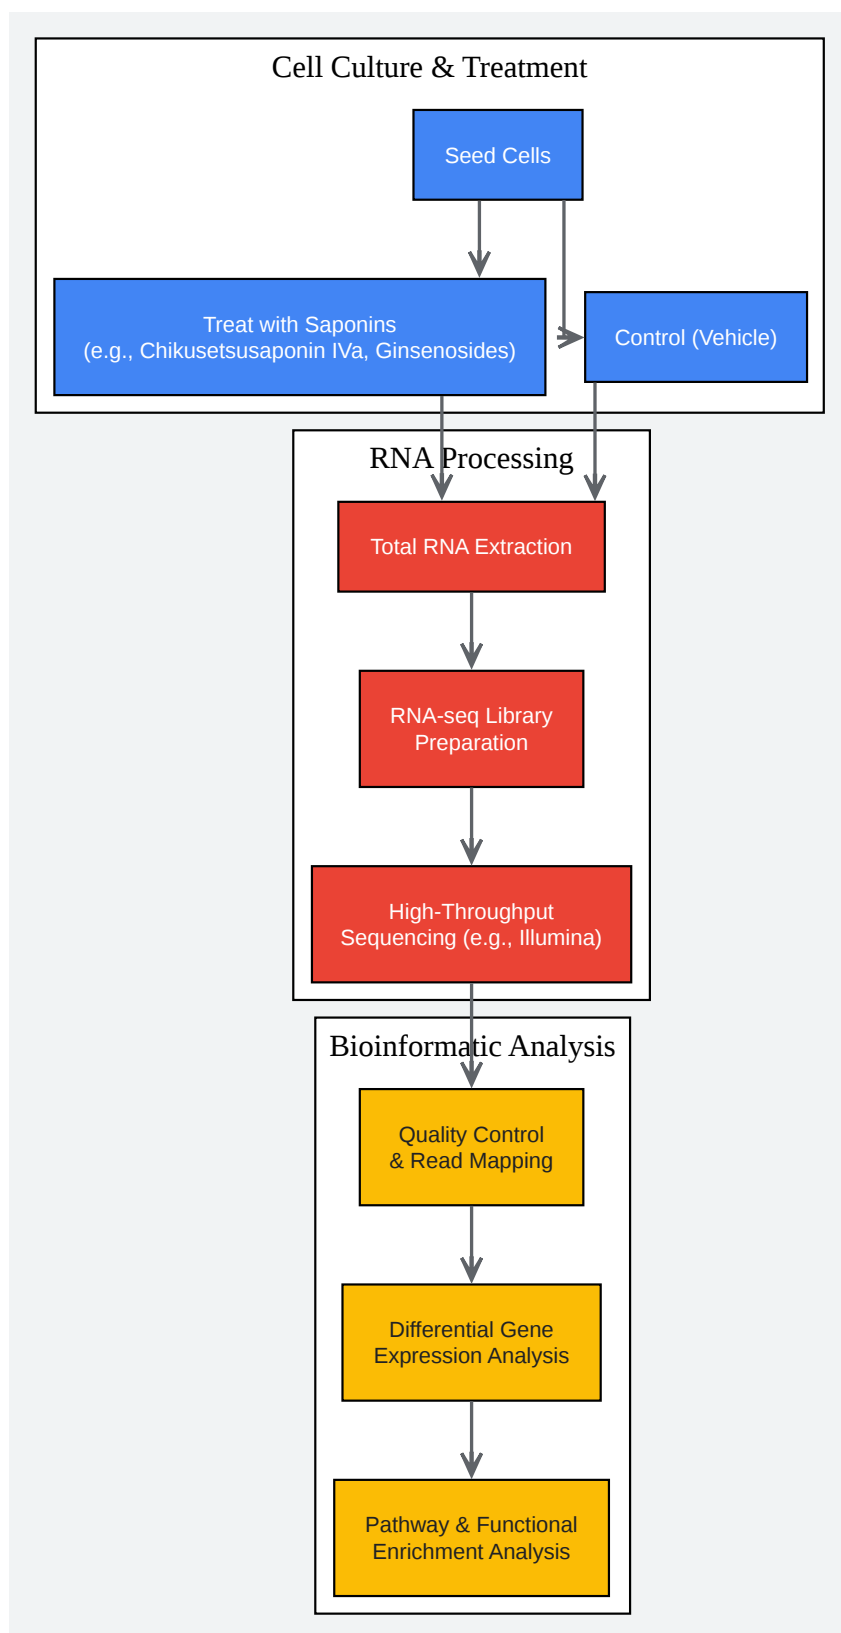 Cell Culture & Treatment
Seed Cells
Treat with Saponins
(e.g., Chikusetsusaponin IVa, Ginsenosides)
Control (Vehicle)
RNA Processing
Total RNA Extraction
RNA-seq Library
Preparation
High-Throughput
Sequencing (e.g., Illumina)
Bioinformatic Analysis
Quality Control
& Read Mapping
Differential Gene
Expression Analysis
Pathway & Functional
Enrichment Analysis